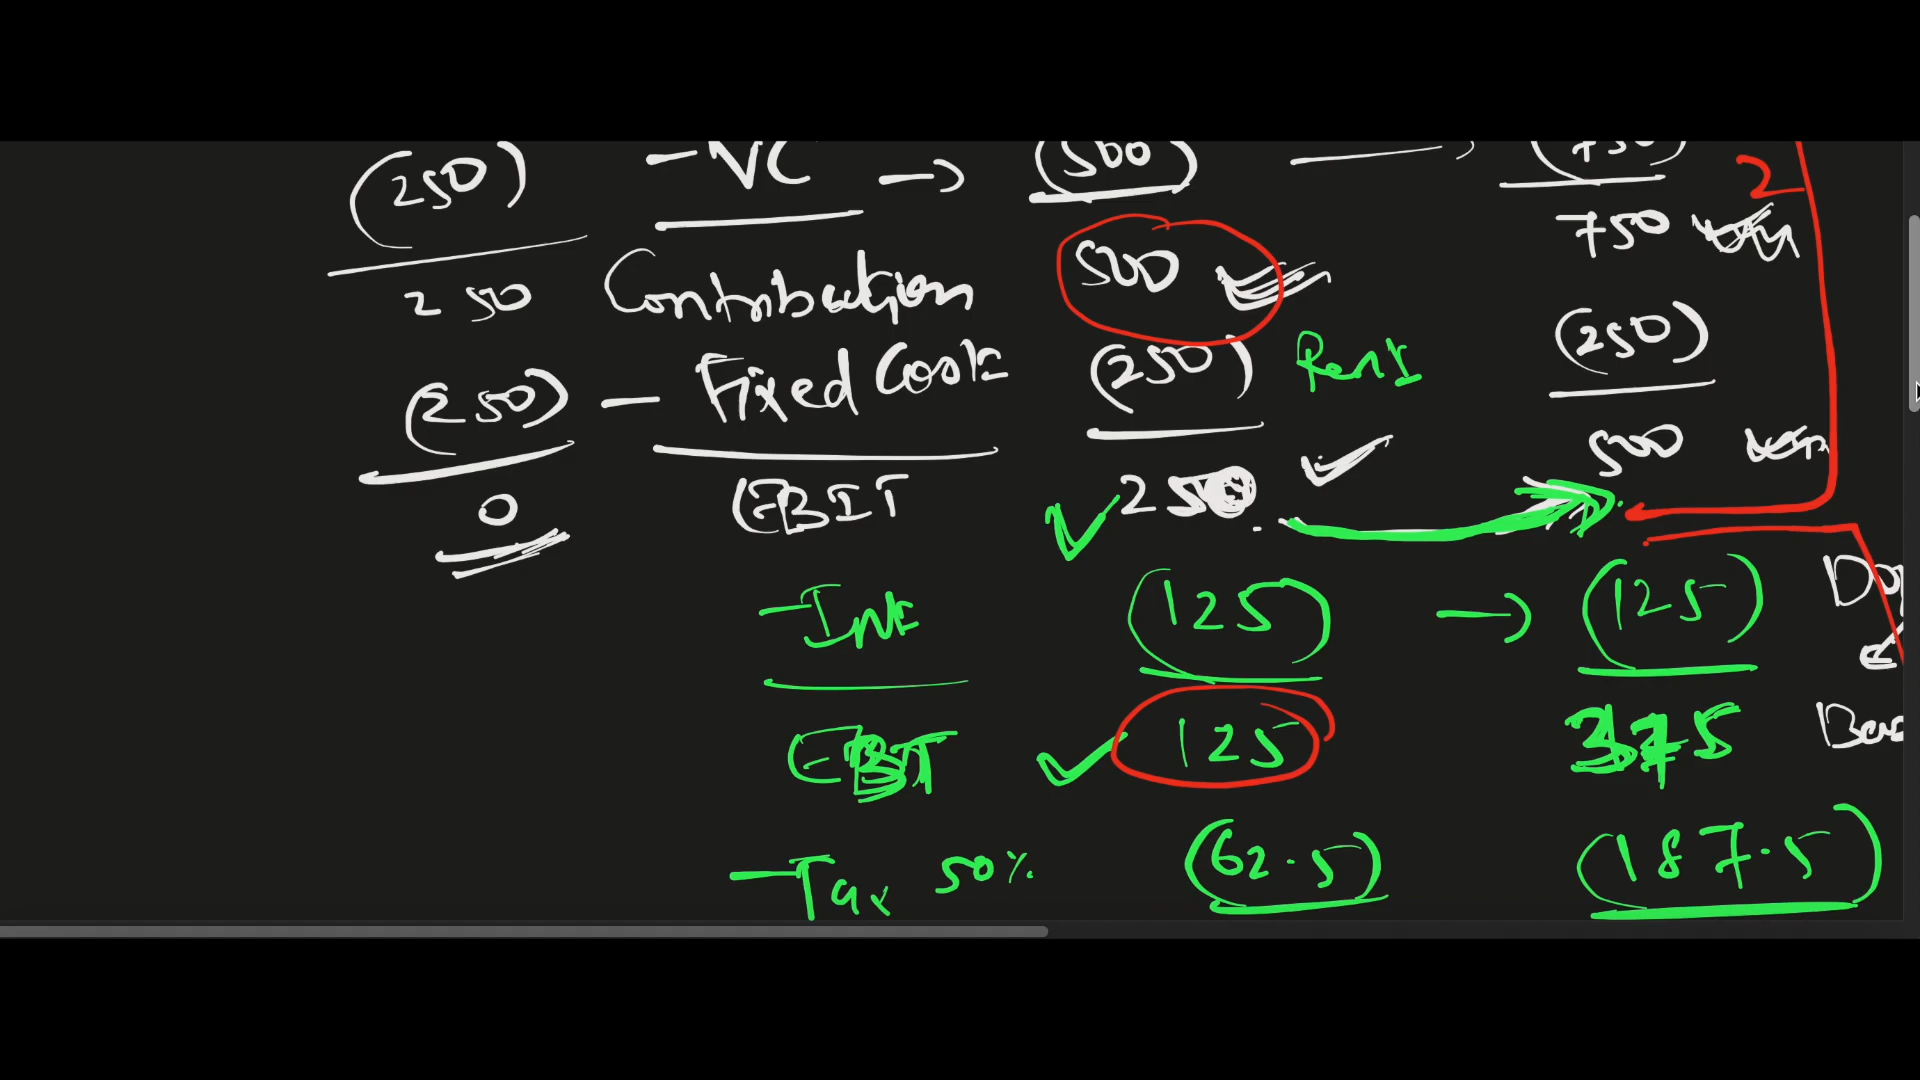 (250) - VC → (500) → (750) 2
250 Contribution 500 750
(250) - Fixed Cost (250) Rent (250)
0 EBIT 250 500
- Int (125) → (125)
EBT 125 375
- Tax 50% (62.5) (187.5)